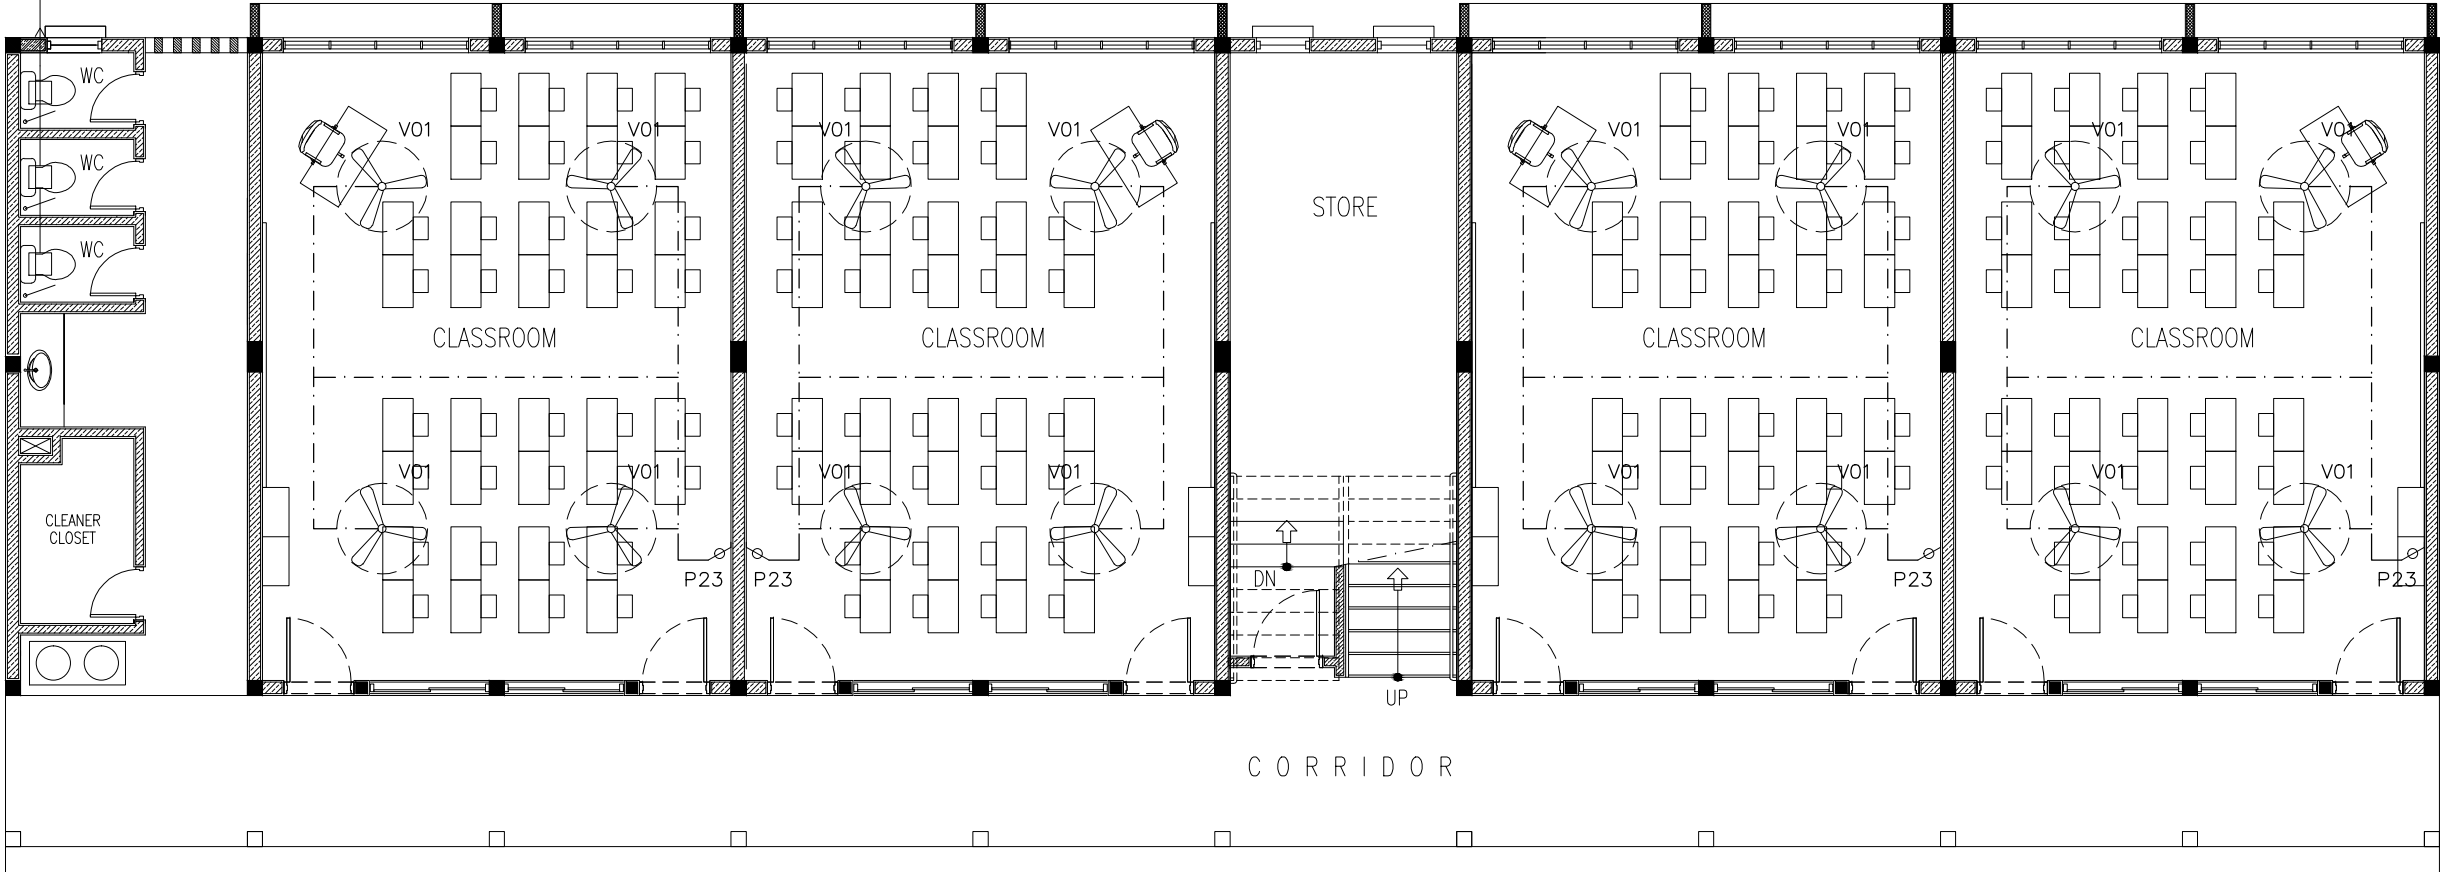 WC
V01
V01
V01
V01
V01
V01
V01
V01
WC
STORE
WC
CLASSROOM
CLASSROOM
CLASSROOM
CLASSROOM
V01
V01
V01
V01
V01
V01
V01
V01
CLEANER
CLOSET
P23
P23
DN
P23
P23
UP
CORRIDOR